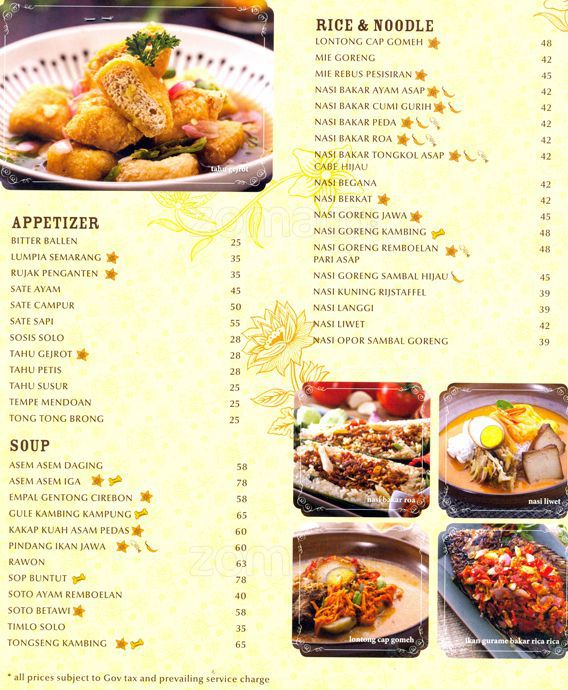 tahu gejrot
APPETIZER
BITTER BALLEN 25
LUMPIA SEMARANG 35
RUJAK PENGANTEN 35
SATE AYAM 45
SATE CAMPUR 50
SATE SAPI 55
SOSIS SOLO 28
TAHU GEJROT 28
TAHU PETIS 28
TAHU SUSUR 25
TEMPE MENDOAN 25
TONG TONG BRONG 25
SOUP
ASEM ASEM DAGING 58
ASEM ASEM IGA 78
EMPAL GENTONG CIREBON 58
GULE KAMBING KAMPUNG 65
KAKAP KUAH ASAM PEDAS 60
PINDANG IKAN JAWA 60
RAWON 63
SOP BUNTUT 78
SOTO AYAM REMBOELAN 40
SOTO BETAWI 58
TIMLO SOLO 35
TONGSENG KAMBING 65
* all prices subject to Gov tax and prevailing service charge
RICE & NOODLE
LONTONG CAP GOMEH 48
MIE GORENG 42
MIE REBUS PESISIRAN 45
NASI BAKAR AYAM ASAP 42
NASI BAKAR CUMI GURIH 42
NASI BAKAR PEDA 42
NASI BAKAR ROA 42
NASI BAKAR TONGKOL ASAP 42
CABE HIJAU
NASI BEGANA 42
NASI BERKAT 42
NASI GORENG JAWA 45
NASI GORENG KAMBING 48
NASI GORENG REMBOELAN 48
PARI ASAP
NASI GORENG SAMBAL HIJAU 45
NASI KUNING RIJSTAFFEL 39
NASI LANGGI 39
NASI LIWET 42
NASI OPOR SAMBAL GORENG 39
nasi bakar roa
nasi liwet
lontong cap gomeh
ikan gurame bakar rica rica